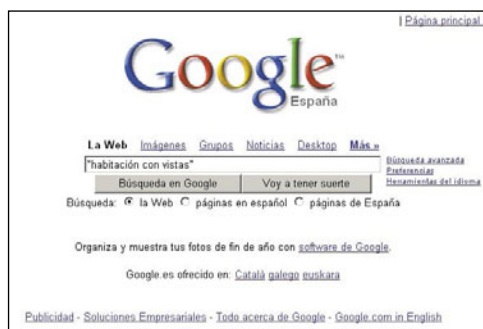 | Página principal
Google™
España
La Web Imágenes Grupos Noticias Desktop Más »
"habitación con vistas"
Búsqueda avanzada
Preferencias
Herramientas del idioma
Búsqueda en Google Voy a tener suerte
Búsqueda: la Web páginas en español páginas de España
Organiza y muestra tus fotos de fin de año con software de Google.
Google.es ofrecido en: Català galego euskara
Publicidad - Soluciones Empresariales - Todo acerca de Google - Google.com in English